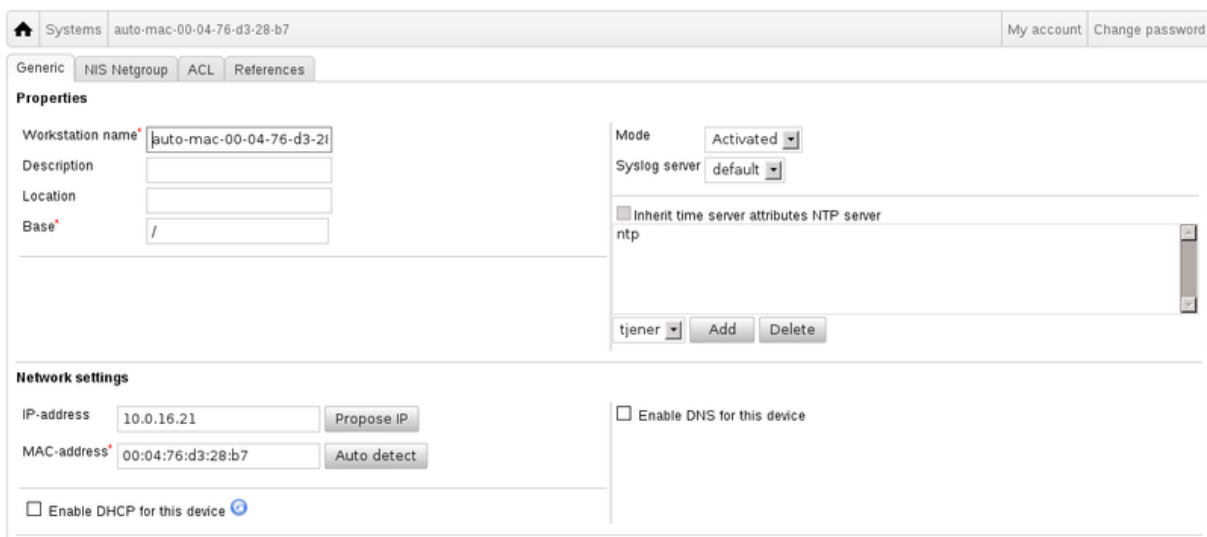 Systems auto-mac-00-04-76-d3-28-b7 My account Change password
Generic NIS Netgroup ACL References
Properties
Workstation name* auto-mac-00-04-76-d3-2
Description
Location
Base* /
Mode Activated
Syslog server default
Inherit time server attributes NTP server
ntp
tjener Add Delete
Network settings
IP-address 10.0.16.21 Propose IP
MAC-address* 00:04:76:d3:28:b7 Auto detect
Enable DHCP for this device
Enable DNS for this device